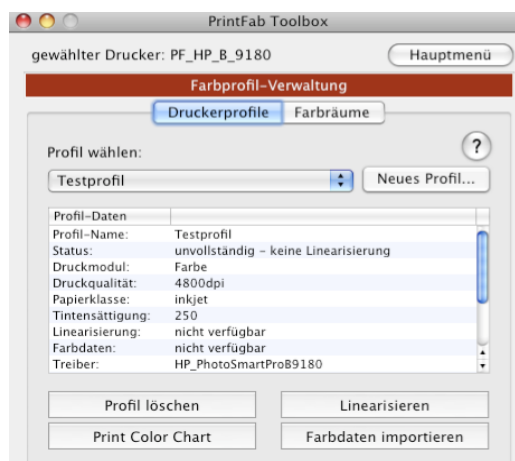 PrintFab Toolbox
gewählter Drucker: PF_HP_B_9180 Hauptmenü
Farbprofil-Verwaltung
Druckerprofile Farbräume
Profil wählen: ?
Testprofil Neues Profil...
Profil-Daten
Profil-Name: Testprofil
Status: unvollständig - keine Linearisierung
Druckmodul: Farbe
Druckqualität: 4800dpi
Papierklasse: inkjet
Tintensättigung: 250
Linearisierung: nicht verfügbar
Farbdaten: nicht verfügbar
Treiber: HP_PhotoSmartProB9180
Profil löschen Linearisieren
Print Color Chart Farbdaten importieren